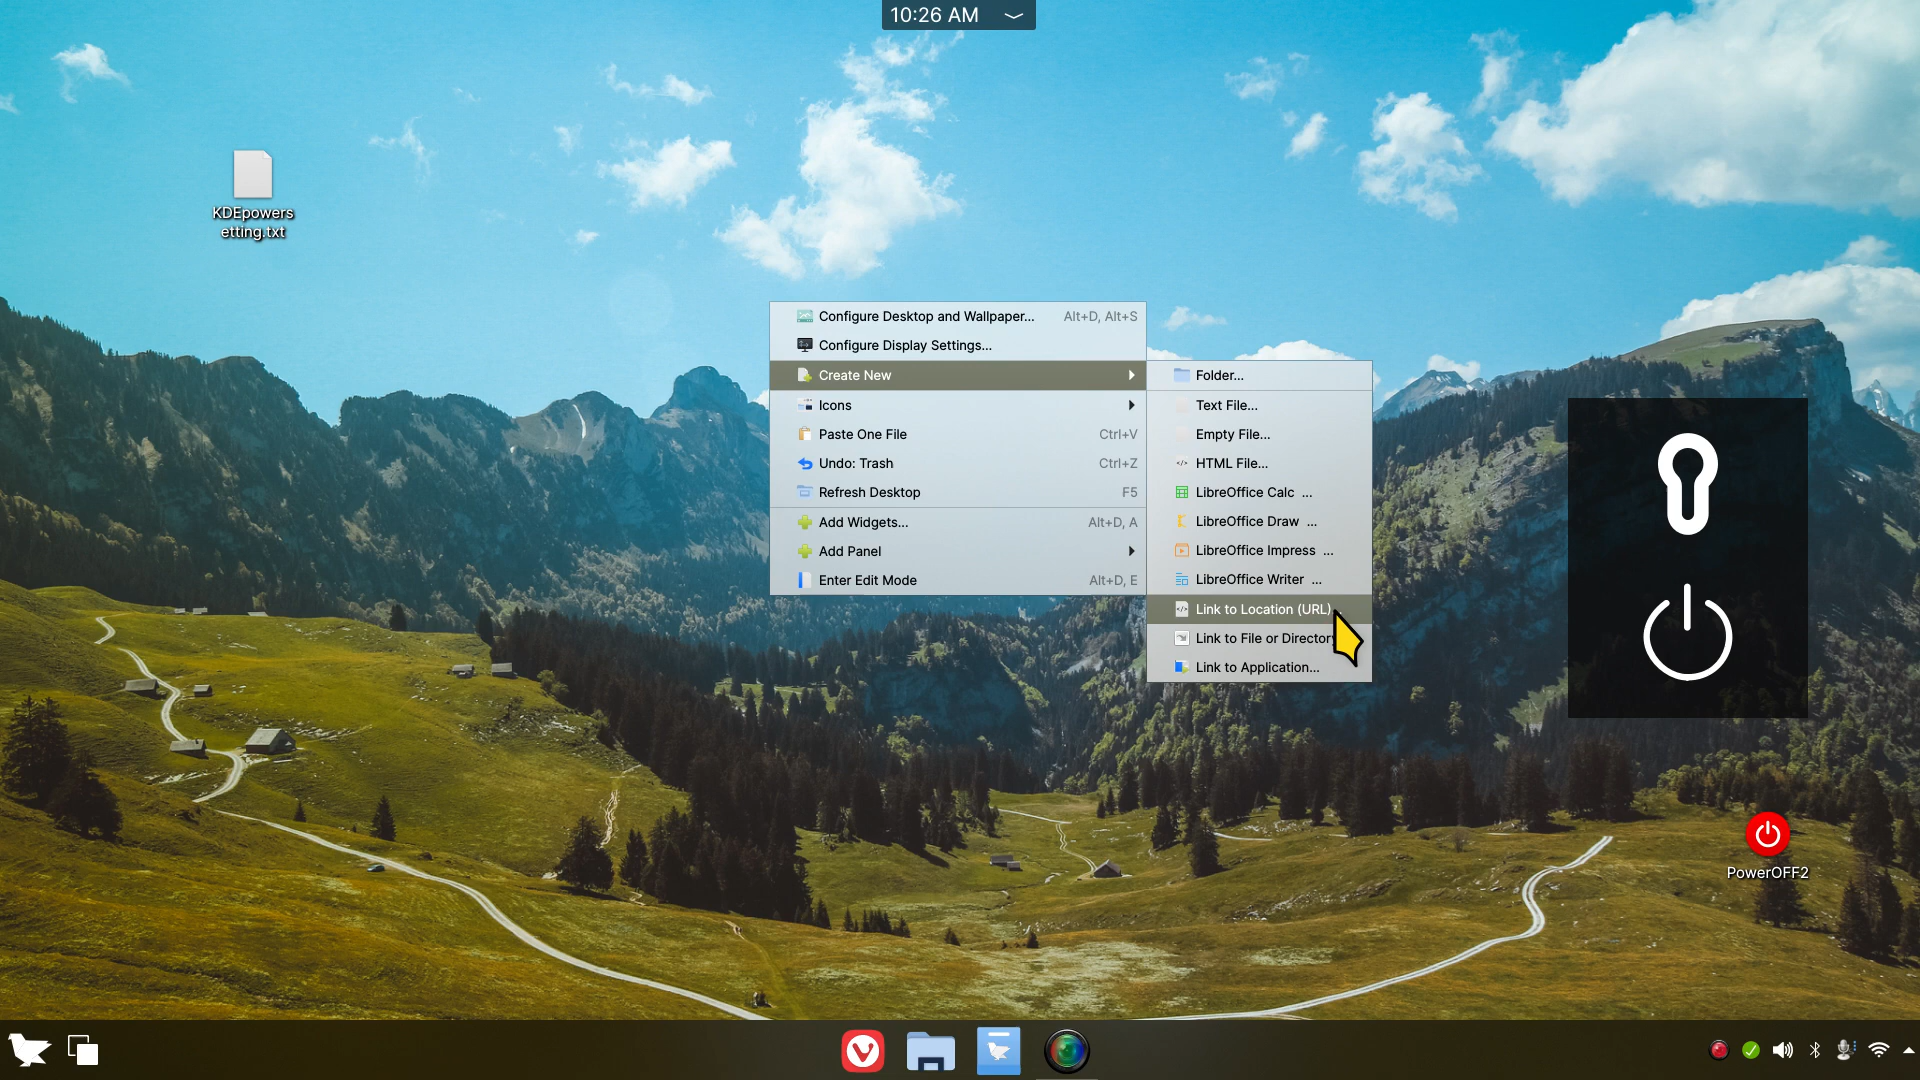 10:26 AM
KDEpowers
etting.txt
Configure Desktop and Wallpaper... Alt+D, Alt+S
Configure Display Settings...
Create New
Icons
Paste One File Ctrl+V
Undo: Trash Ctrl+Z
Refresh Desktop F5
Add Widgets... Alt+D, A
Add Panel
Enter Edit Mode Alt+D, E
Folder...
Text File...
Empty File...
HTML File...
LibreOffice Calc ...
LibreOffice Draw ...
LibreOffice Impress ...
LibreOffice Writer ...
Link to Location (URL)
Link to File or Director
Link to Application...
PowerOFF2